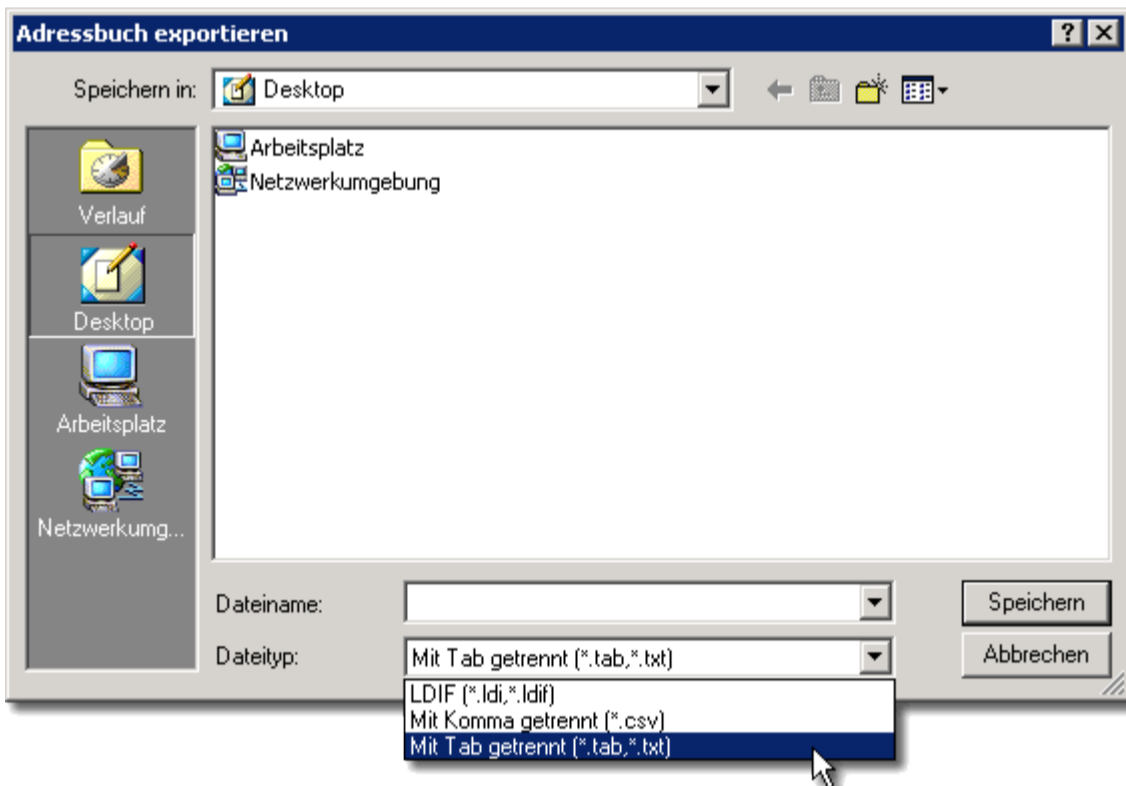 Adressbuch exportieren
Speichern in:
Desktop
Verlauf
Desktop
Arbeitsplatz
Netzwerkumg...
Arbeitsplatz
Netzwerkumgebung
Dateiname:
Speichern
Dateityp:
Mit Tab getrennt (*.tab,*.txt)
Abbrechen
LDIF (*.ldi,*.ldif)
Mit Komma getrennt (*.csv)
Mit Tab getrennt (*.tab,*.txt)